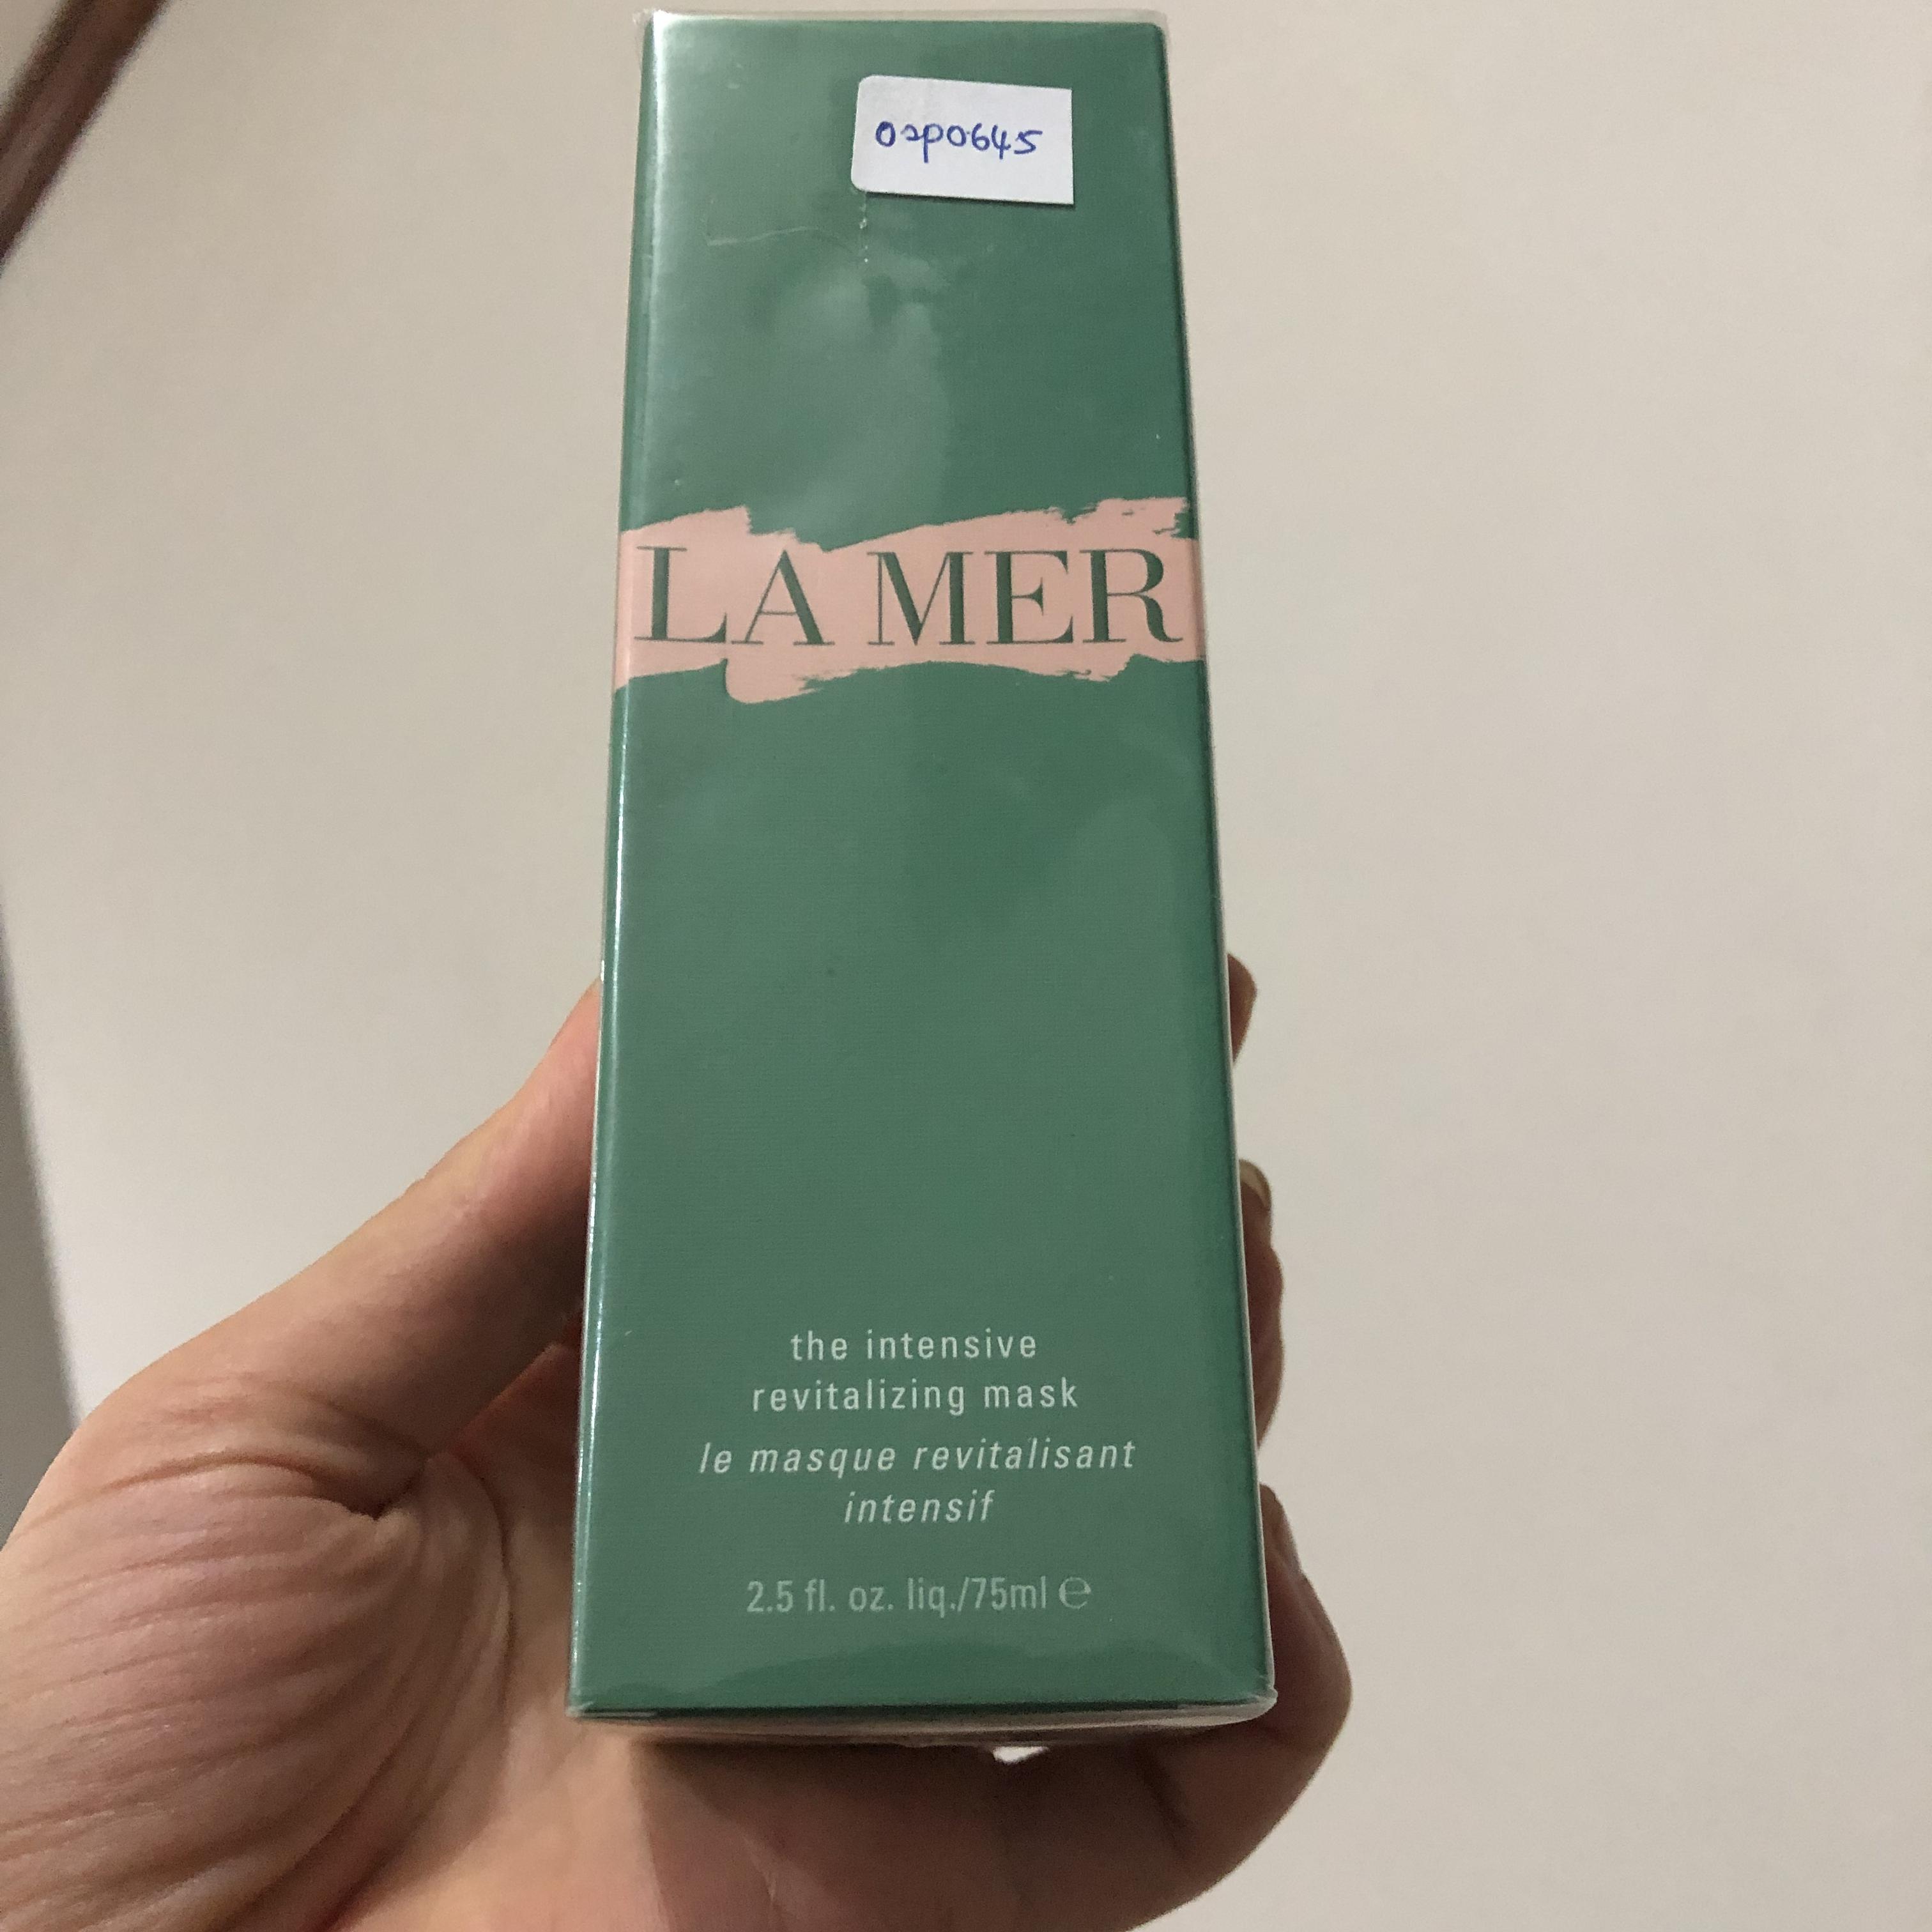 02p0645
LA MER
the intensive
revitalizing mask
le masque revitalisant
intensif
2.5 fl. oz. liq./75ml ℮